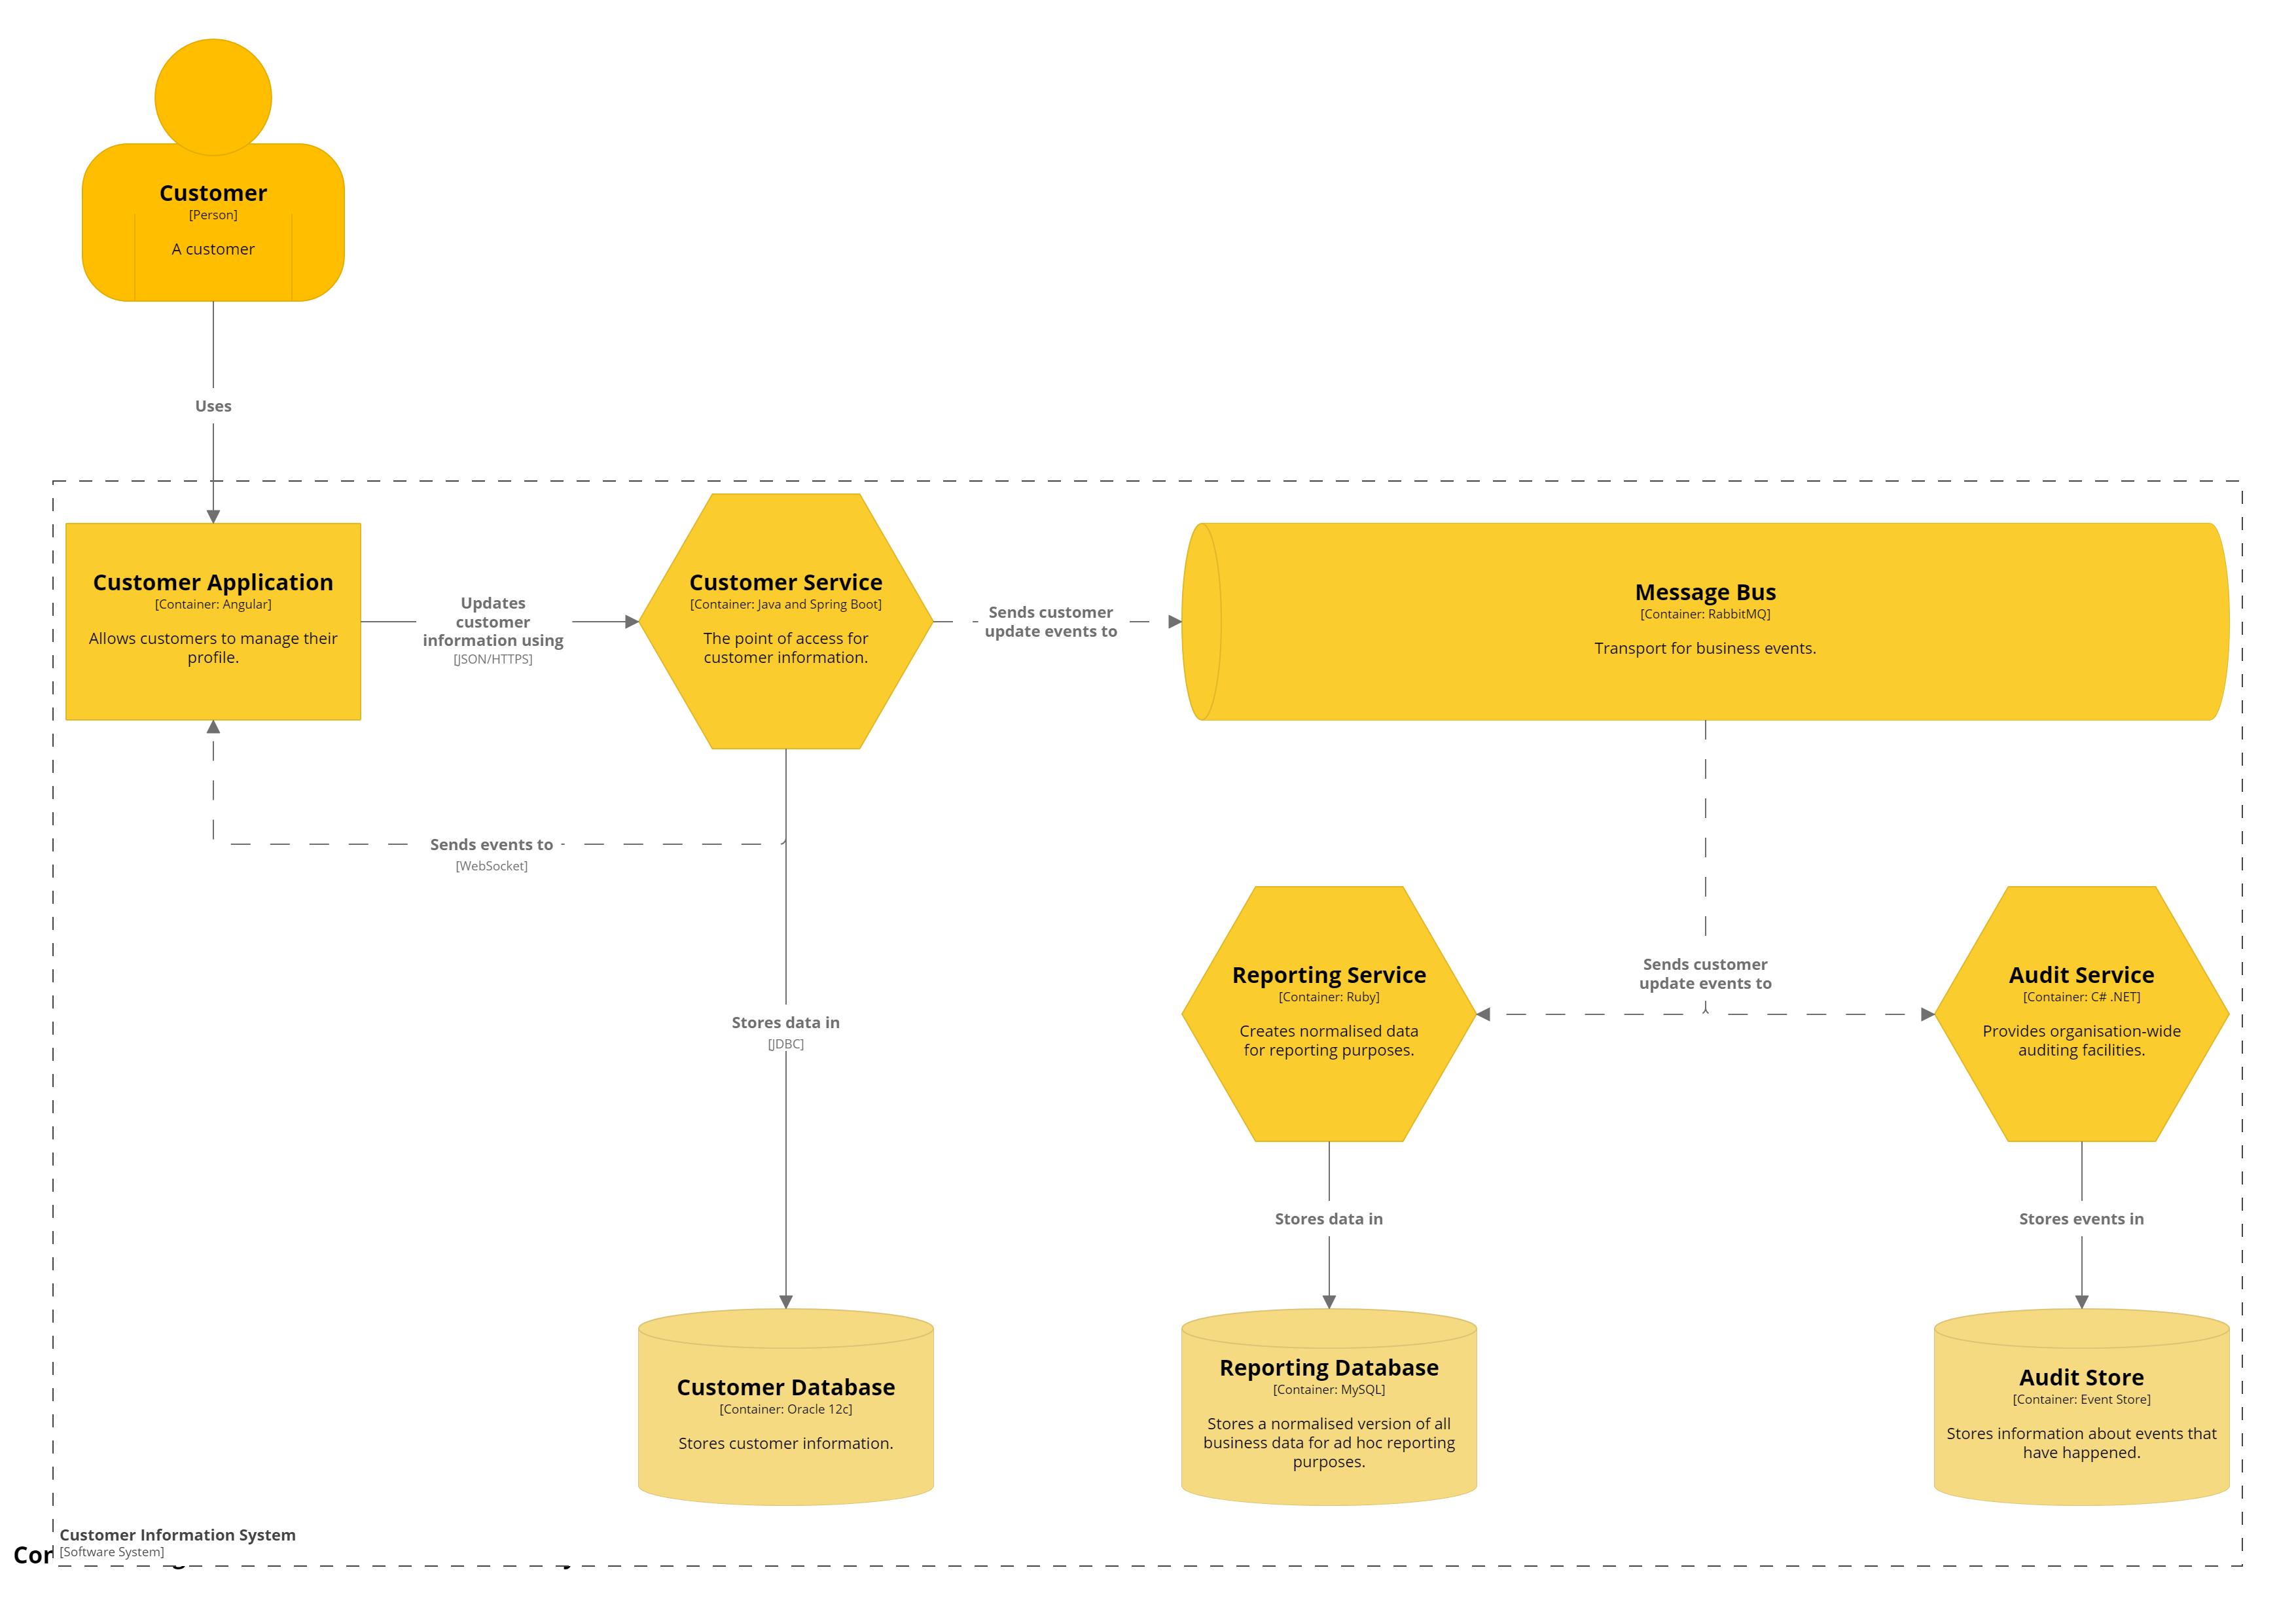 Customer
[Person]
A customer
Uses
Customer Application
[Container: Angular]
Allows customers to manage their
profile.
Updates
customer
information using
[JSON/HTTPS]
Customer Service
[Container: Java and Spring Boot]
The point of access for
customer information.
Sends customer
update events to
Message Bus
[Container: RabbitMQ]
Transport for business events.
Sends events to
[WebSocket]
Stores data in
[JDBC]
Reporting Service
[Container: Ruby]
Creates normalised data
for reporting purposes.
Sends customer
update events to
Audit Service
[Container: C# .NET]
Provides organisation-wide
auditing facilities.
Stores data in
Stores events in
Customer Database
[Container: Oracle 12c]
Stores customer information.
Reporting Database
[Container: MySQL]
Stores a normalised version of all
business data for ad hoc reporting
purposes.
Audit Store
[Container: Event Store]
Stores information about events that
have happened.
Customer Information System
[Software System]